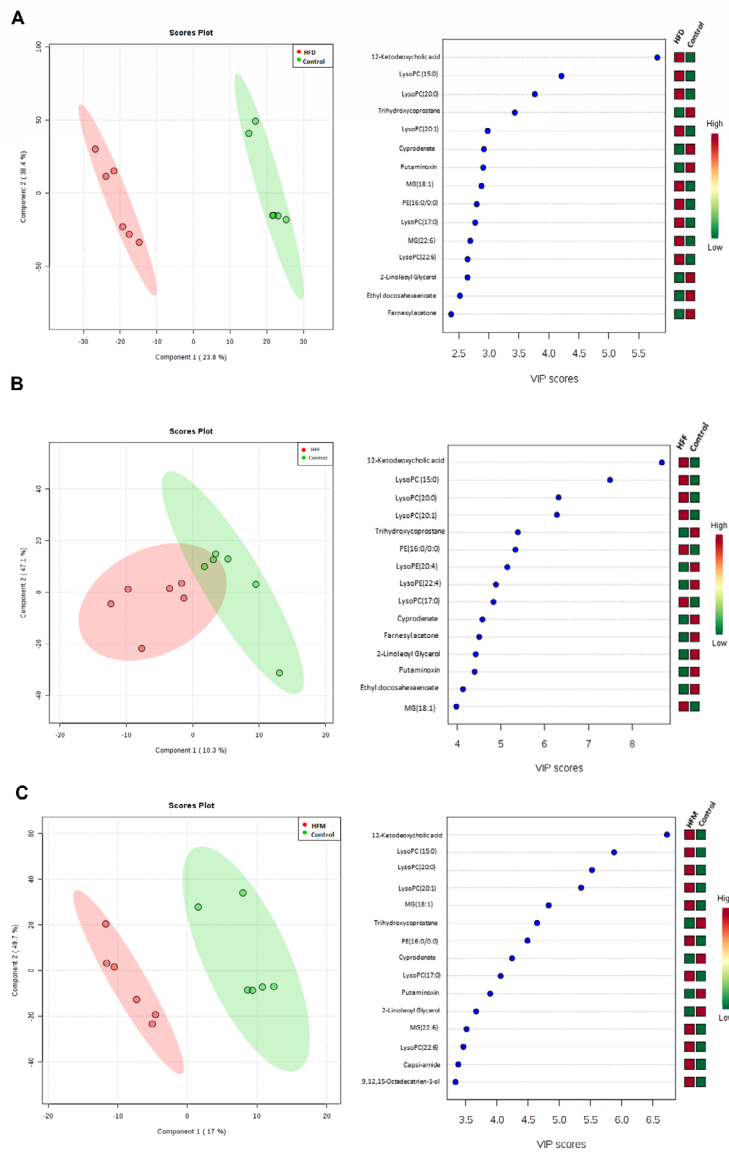 A
Scores Plot
HFD
Control
Component 2 ( 38.4 %)
100
50
0
-50
-30
-20
-10
0
10
20
30
Component 1 ( 23.8 %)
HFD
Control
12-Ketodeoxycholic acid
LysoPC (15:0)
LysoPC(20:0)
Trihydroxycoprostane
LysoPC(20:1)
Cyprodenate
Putaminoxin
MG(18:1)
PE(16:0/0:0)
LysoPC(17:0)
MG(22:6)
LysoPC(22:6)
2-Linoleoyl Glycerol
Ethyl docosahexaenoate
Farnesyl acetone
2.5
3.0
3.5
4.0
4.5
5.0
5.5
VIP scores
High
Low
B
Scores Plot
HFF
Control
Component 2 ( 47.1 %)
40
20
0
-20
-40
-20
-10
0
10
20
Component 1 ( 10.3 %)
HFF
Control
12-Ketodeoxycholic acid
LysoPC (15:0)
LysoPC(20:0)
LysoPC(20:1)
Trihydroxycoprostane
PE(16:0/0:0)
LysoPE(20:4)
LysoPE(22:4)
LysoPC(17:0)
Cyprodenate
Farnesyl acetone
2-Linoleoyl Glycerol
Putaminoxin
Ethyl docosahexaenoate
MG(18:1)
4
5
6
7
8
VIP scores
High
Low
C
Scores Plot
HFM
Control
Component 2 ( 49.7 %)
60
40
20
0
-20
-40
-20
-10
0
10
20
Component 1 ( 17 %)
HFM
Control
12-Ketodeoxycholic acid
LysoPC (15:0)
LysoPC(20:0)
LysoPC(20:1)
MG(18:1)
Trihydroxycoprostane
PE(16:0/0:0)
Cyprodenate
LysoPC(17:0)
Putaminoxin
2-Linoleoyl Glycerol
MG(22:6)
LysoPC(22:6)
Capsi-amide
9,12,15-Octadecatrien-1-ol
3.5
4.0
4.5
5.0
5.5
6.0
6.5
VIP scores
Hig
Lo